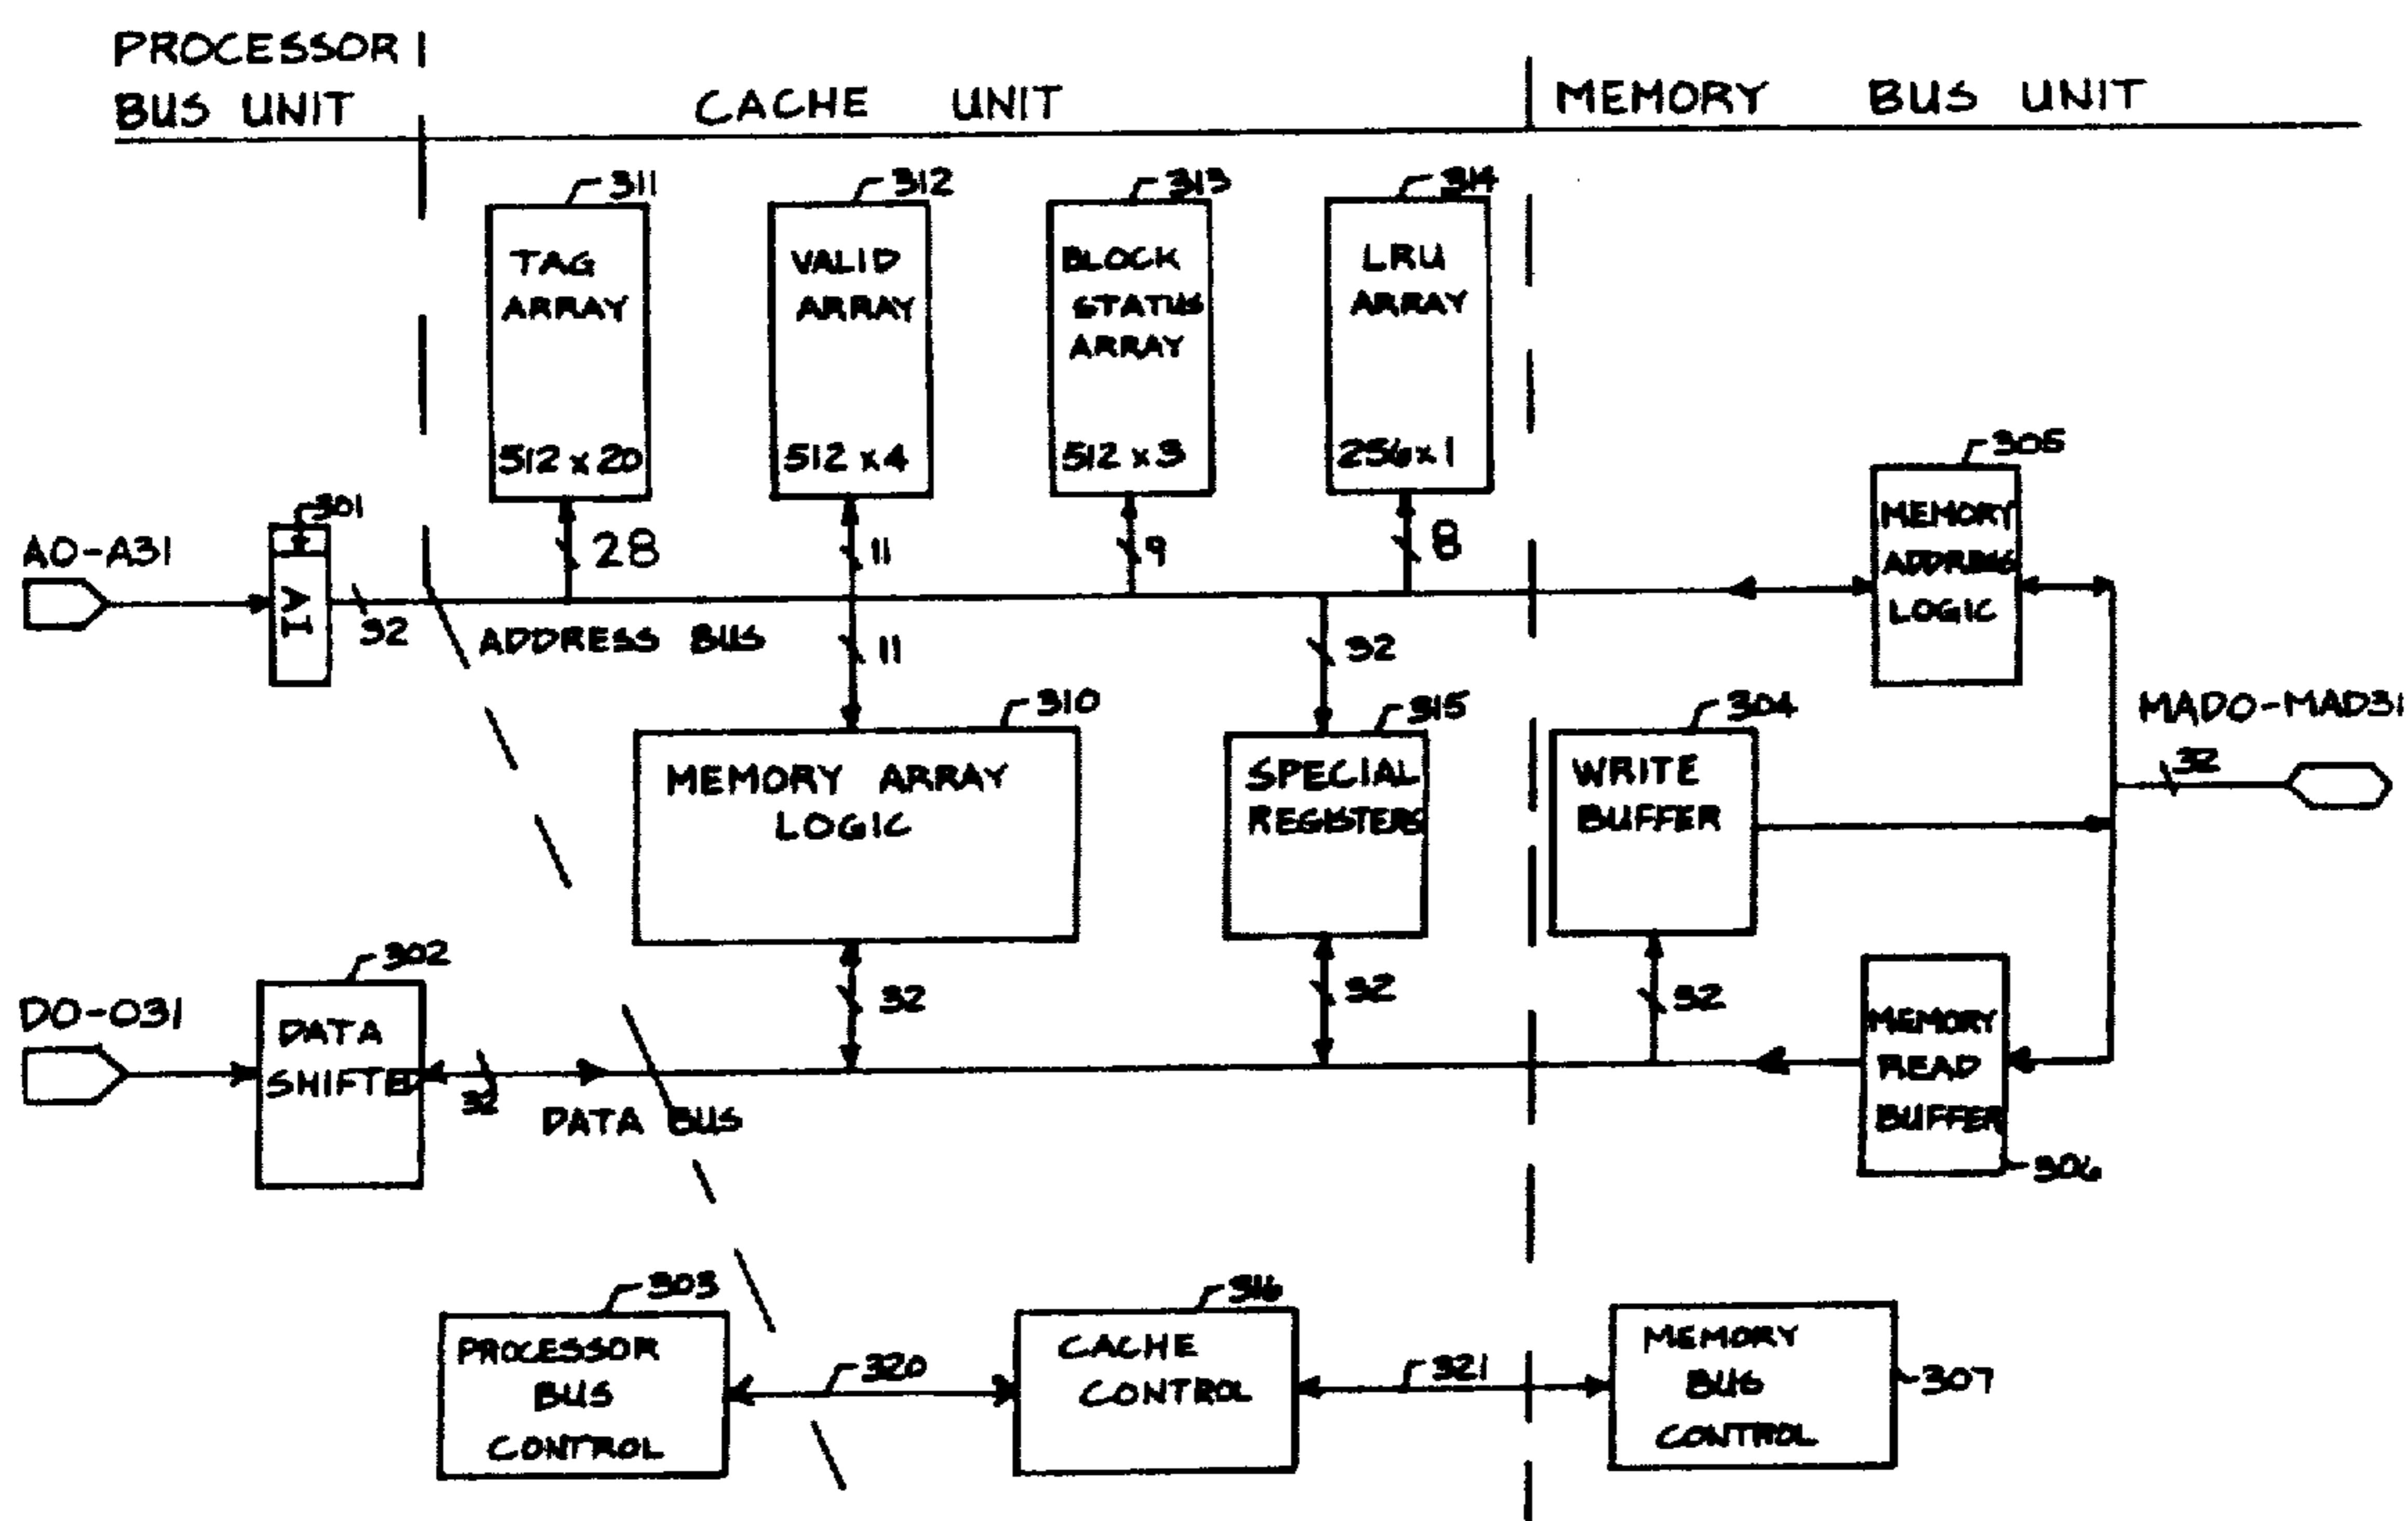 PROCESSOR
BUS UNIT
CACHE UNIT
MEMORY BUS UNIT
311
TAG
ARRAY
512 x 20
312
VALID
ARRAY
512 x 4
313
BLOCK
STATUS
ARRAY
512 x 3
314
LRU
ARRAY
256 x 1
28
11
9
8
A0-A31
301
IV
32
ADDRESS BUS
11
32
305
MEMORY
ADDRESS
LOGIC
310
MEMORY ARRAY
LOGIC
315
SPECIAL
REGISTERS
304
WRITE
BUFFER
MAD0-MAD31
32
D0-O31
302
DATA
SHIFTED
32
DATA BUS
32
32
32
MEMORY
READ
BUFFER
306
303
PROCESSOR
BUS
CONTROL
320
316
CACHE
CONTROL
321
MEMORY
BUS
CONTROL
307